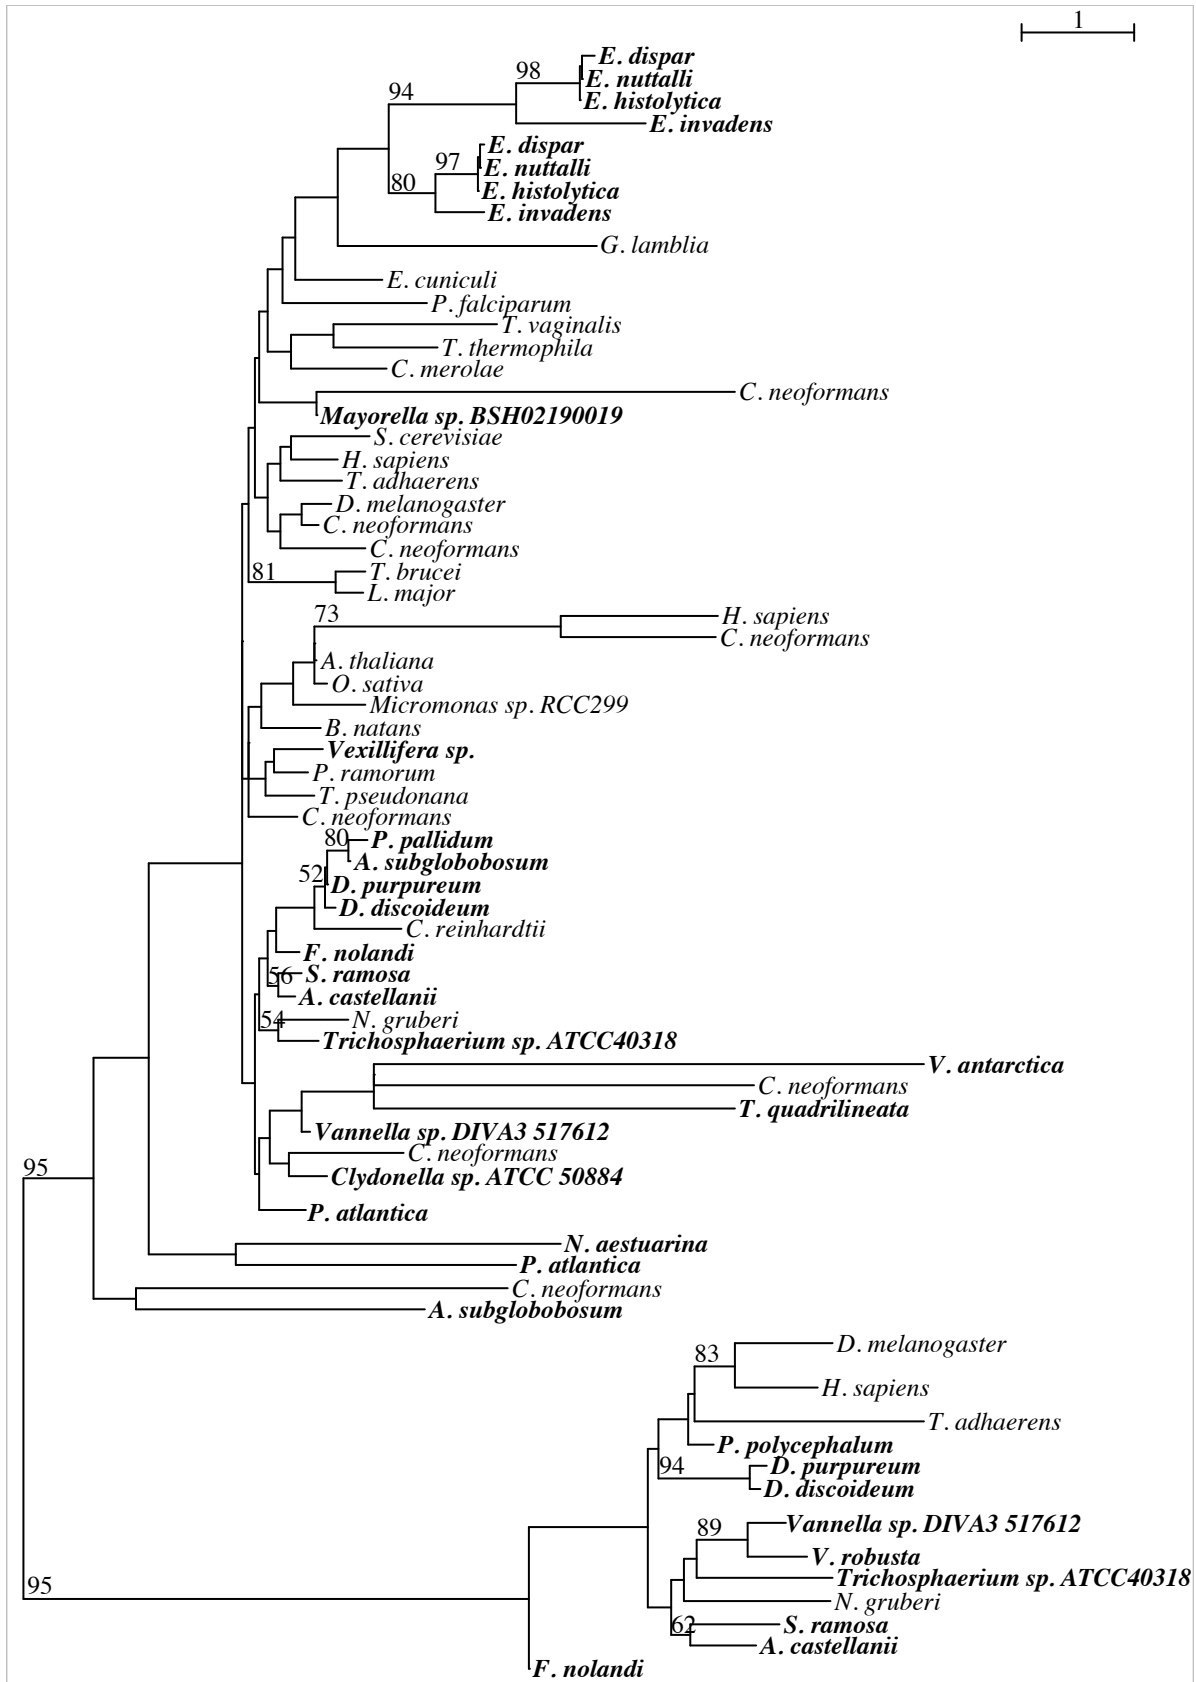 1
E. dispar
98
E. nuttalli
94
E. histolytica
E. invadens
E. dispar
97
E. nuttalli
80
E. histolytica
E. invadens
G. lamblia
E. cuniculi
P. falciparum
T. vaginalis
T. thermophila
C. merolae
C. neoformans
Mayorella sp. BSH02190019
S. cerevisiae
H. sapiens
T. adhaerens
D. melanogaster
C. neoformans
C. neoformans
81
T. brucei
L. major
73
H. sapiens
C. neoformans
A. thaliana
O. sativa
Micromonas sp. RCC299
B. natans
Vexillifera sp.
P. ramorum
T. pseudonana
C. neoformans
80
P. pallidum
A. subglobobosum
52
D. purpureum
D. discoideum
C. reinhardtii
F. nolandi
56
S. ramosa
A. castellanii
54
N. gruberi
Trichosphaerium sp. ATCC40318
V. antarctica
C. neoformans
T. quadrilineata
Vannella sp. DIVA3 517612
C. neoformans
95
Clydonella sp. ATCC 50884
P. atlantica
N. aestuarina
P. atlantica
C. neoformans
A. subglobobosum
D. melanogaster
83
H. sapiens
T. adhaerens
P. polycephalum
94
D. purpureum
D. discoideum
Vannella sp. DIVA3 517612
89
V. robusta
Trichosphaerium sp. ATCC40318
95
N. gruberi
62
S. ramosa
A. castellanii
F. nolandi